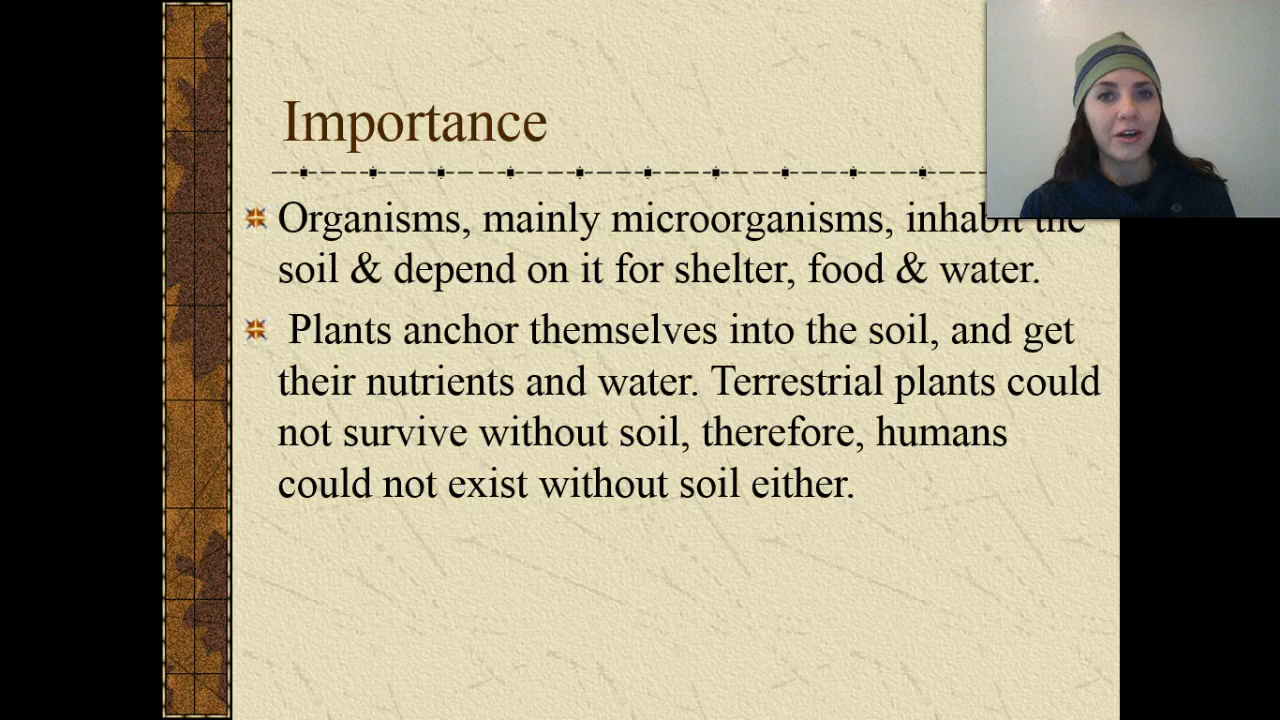 Importance
Organisms, mainly microorganisms, inhabit the
soil & depend on it for shelter, food & water.
Plants anchor themselves into the soil, and get
their nutrients and water. Terrestrial plants could
not survive without soil, therefore, humans
could not exist without soil either.